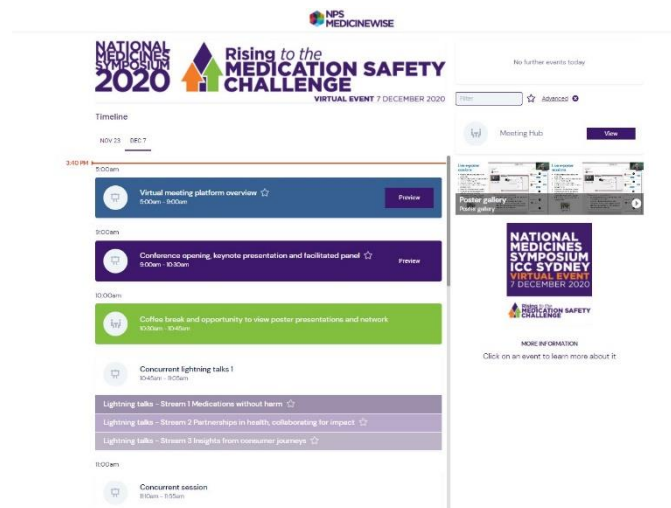 NPS
MEDICINEWISE
NATIONAL
MEDICINES
SYMPOSIUM
2020
Rising to the
MEDICATION SAFETY
CHALLENGE
VIRTUAL EVENT 7 DECEMBER 2020
Timeline
NOV 23 DEC 7
3:40 PM
5:00am
Virtual meeting platform overview
5:00am - 9:00am
Preview
9:00am
Conference opening, keynote presentation and facilitated panel
9:00am - 10:30am
Preview
10:00am
Coffee break and opportunity to view poster presentations and network
10:30am - 10:45am
Concurrent lightning talks 1
Lightning talks - Stream 1 Medications without harm
Lightning talks - Stream 2 Partnerships in health, collaborating for impact
Lightning talks - Stream 3 Insights from consumer journeys
11:00am
Concurrent session
No further events today
Filter
Advanced
Meeting Hub
View
Poster gallery
Poster gallery
NATIONAL
MEDICINES
SYMPOSIUM
ICC SYDNEY
VIRTUAL EVENT
7 DECEMBER 2020
Rising to the
MEDICATION SAFETY
CHALLENGE
MORE INFORMATION
Click on an event to learn more about it